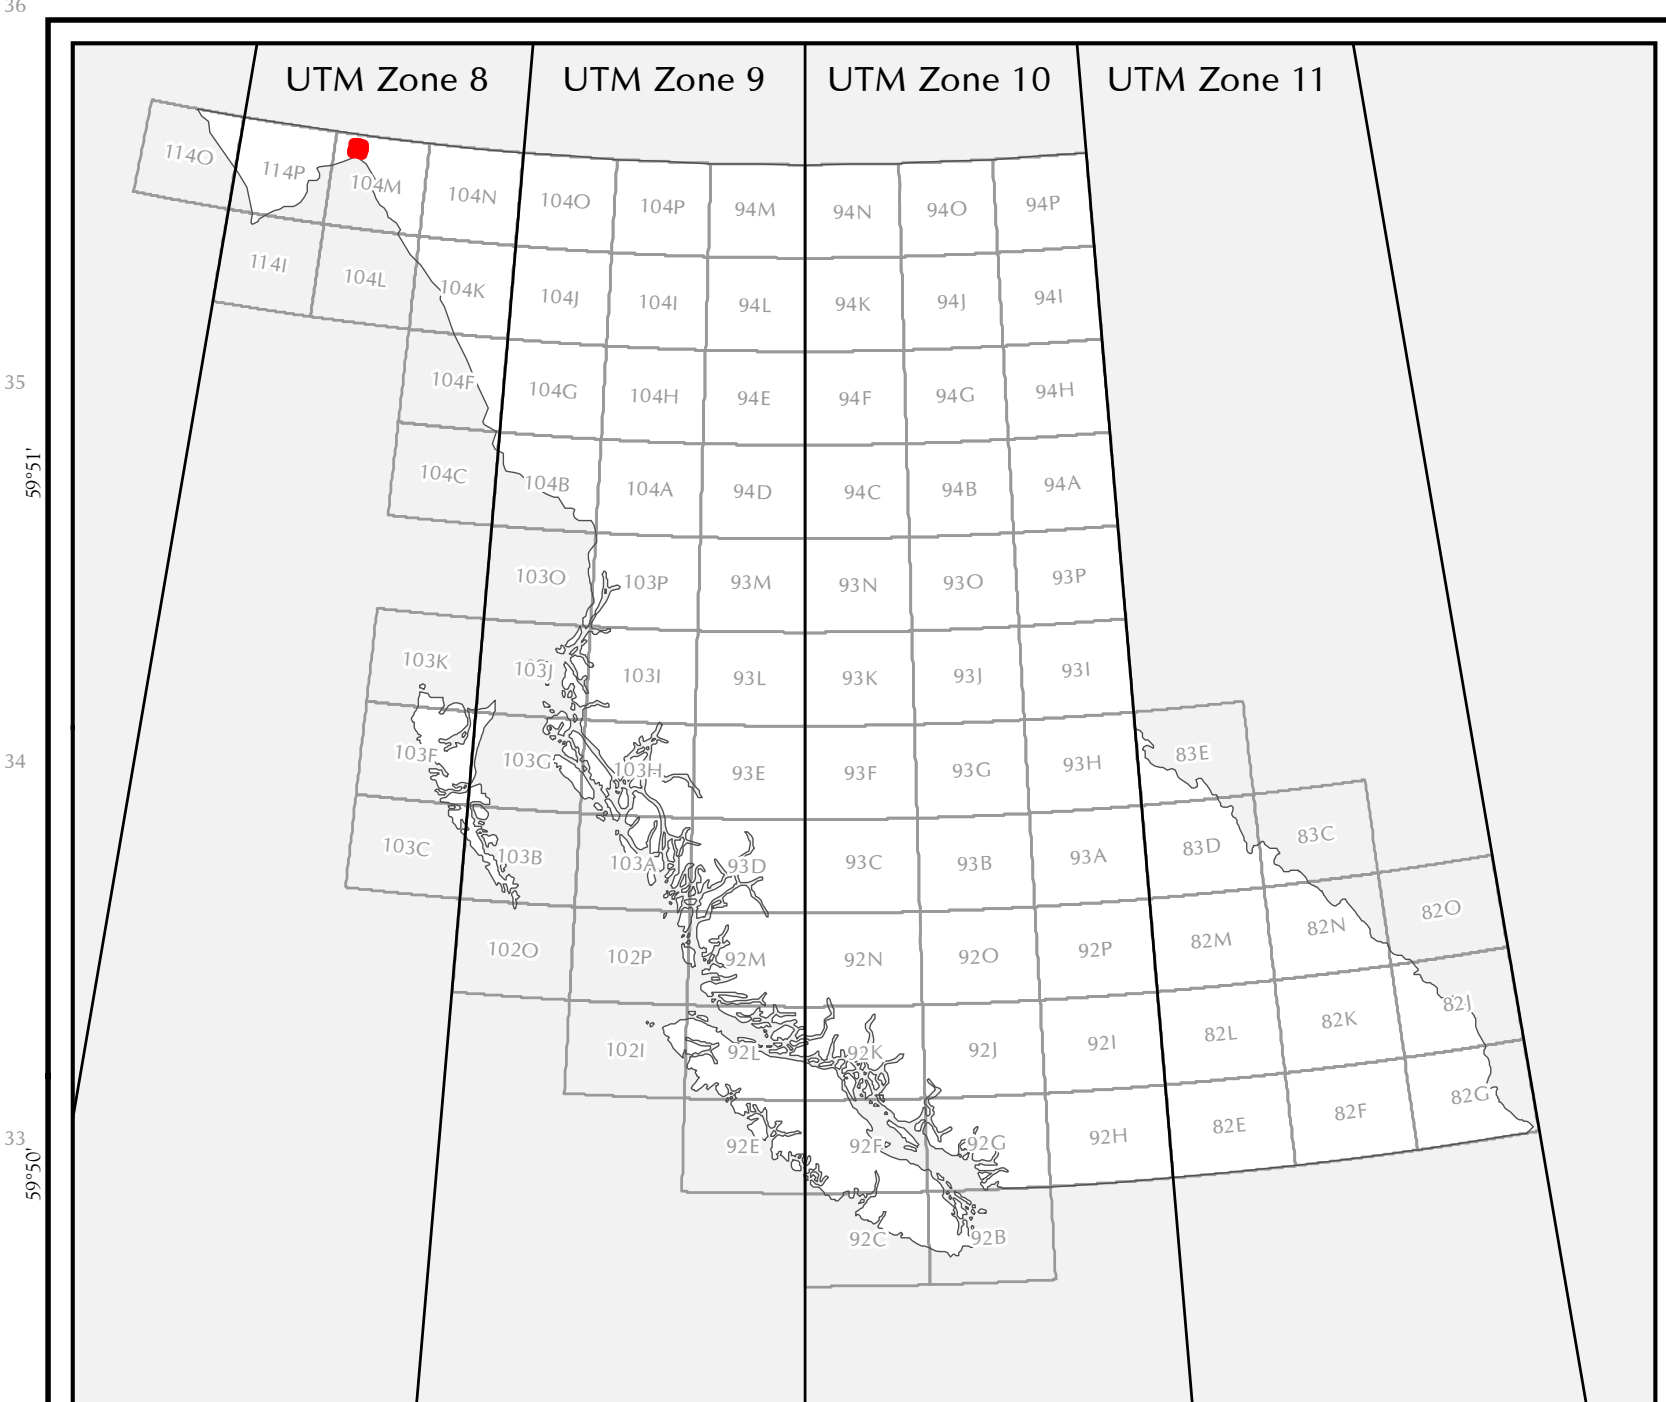 36
UTM Zone 8 UTM Zone 9 UTM Zone 10 UTM Zone 11
114O 114P 104M 104N 104O 104P 94M 94N 94O 94P
114I 104L 104K 104J 104I 94L 94K 94J 94I
35
104F 104G 104H 94E 94F 94G 94H
59°51'
104C 104B 104A 94D 94C 94B 94A
103O 103P 93M 93N 93O 93P
103K 103J 103I 93L 93K 93J 93I
34
103F 103G 103H 93E 93F 93G 93H 83E
103C 103B 103A 93D 93C 93B 93A 83D 83C
102O 102P 92M 92N 92O 92P 82M 82N 82O
102I 92L 92K 92J 92I 82L 82K 82J
33
59°50'
92E 92F 92G 92H 82E 82F 82G
92C 92B